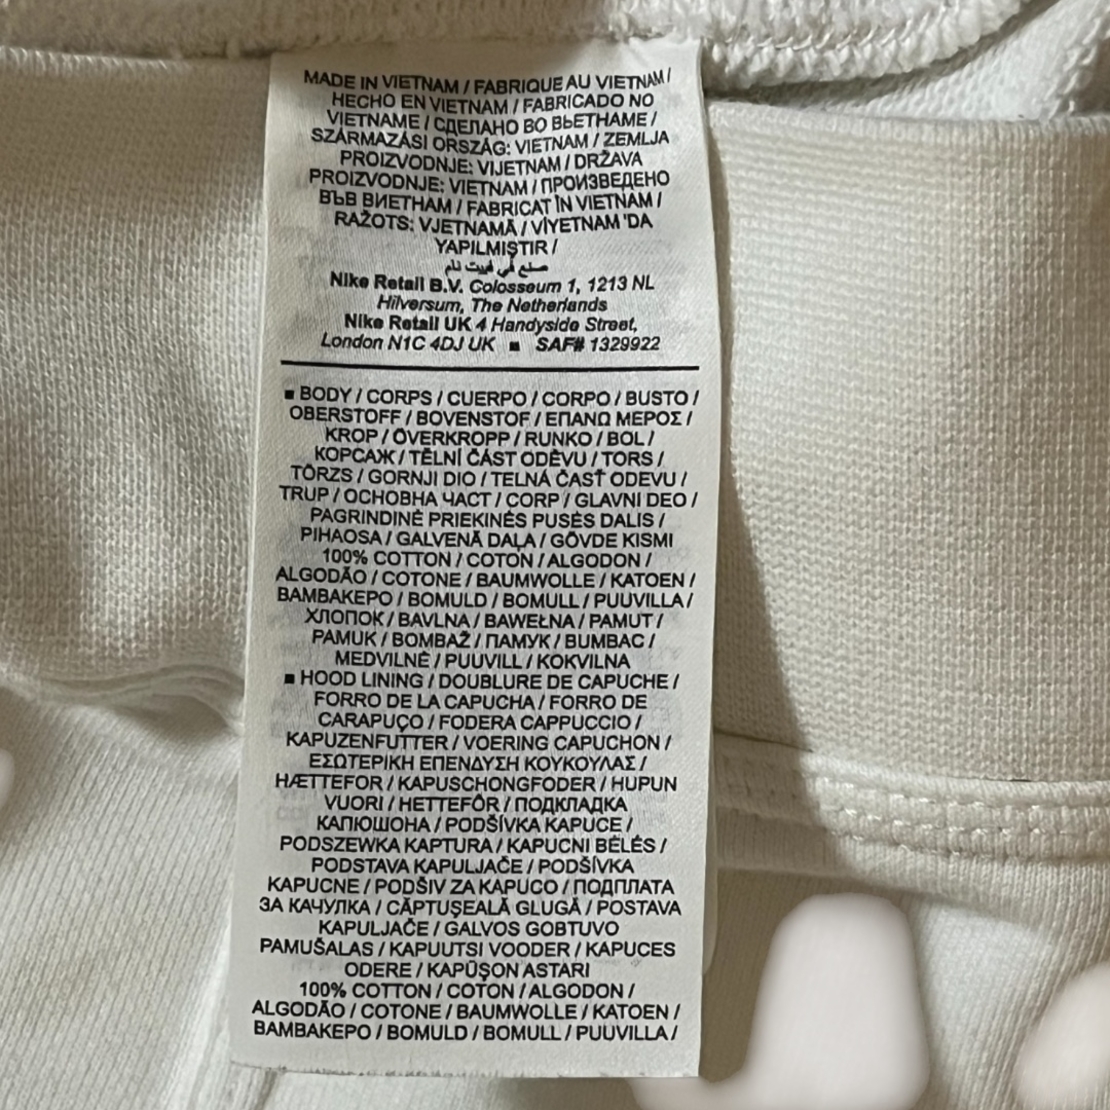 MADE IN VIETNAM / FABRIQUE AU VIETNAM /
HECHO EN VIETNAM / FABRICADO NO
VIETNAME / СДЕЛАНО ВО ВЬЕТНАМЕ /
SZÁRMAZÁSI ORSZÁG: VIETNAM / ZEMLJA
PROIZVODNJE: VIJETNAM / DRŽAVA
PROIZVODNJE: VIETNAM / ПРОИЗВЕДЕНО
ВЪВ ВИЕТНАМ / FABRICAT ÎN VIETNAM /
RAŽOTS: VJETNAMĀ / VİYETNAM 'DA
YAPILMIŞTIR /
صنع في فييت نام
Nike Retail B.V. Colosseum 1, 1213 NL
Hilversum, The Netherlands
Nike Retail UK 4 Handyside Street,
London N1C 4DJ UK ■ SAF# 1329922
■ BODY / CORPS / CUERPO / CORPO / BUSTO /
OBERSTOFF / BOVENSTOF / ΕΠΑΝΩ ΜΕΡΟΣ /
KROP / ÖVERKROPP / RUNKO / BOL /
КОРСАЖ / TĚLNÍ ČÁST ODĚVU / TORS /
TÖRZS / GORNJI DIO / TELNÁ ČASŤ ODEVU /
TRUP / ОСНОВНА ЧАСТ / CORP / GLAVNI DEO /
PAGRINDINĖ PRIEKINĖS PUSĖS DALIS /
PIHAOSA / GALVENĀ DAĻA / GÖVDE KISMI
100% COTTON / COTON / ALGODON /
ALGODÃO / COTONE / BAUMWOLLE / KATOEN /
ΒΑΜΒΑΚΕΡΟ / BOMULD / BOMULL / PUUVILLA /
ХЛОПОК / BAVLNA / BAWEŁNA / PAMUT /
PAMUK / BOMBAŽ / ПАМУК / BUMBAC /
MEDVILNĖ / PUUVILL / KOKVILNA
■ HOOD LINING / DOUBLURE DE CAPUCHE /
FORRO DE LA CAPUCHA / FORRO DE
CARAPUÇO / FODERA CAPPUCCIO /
KAPUZENFUTTER / VOERING CAPUCHON /
ΕΣΩΤΕΡΙΚΗ ΕΠΕΝΔΥΣΗ ΚΟΥΚΟΥΛΑΣ /
HÆTTEFOR / KAPUSCHONGFODER / HUPUN
VUORI / HETTEFÔR / ПОДКЛАДКА
КАПЮШОНА / PODŠÍVKA KAPUCE /
PODSZEWKA KAPTURA / KAPUCNI BÉLÉS /
PODSTAVA KAPULJAČE / PODŠÍVKA
KAPUCNE / PODŠIV ZA KAPUCO / ПОДПЛАТА
ЗА КАЧУЛКА / CĂPTUŞEALĂ GLUGĂ / POSTAVA
KAPULJAČE / GALVOS GOBTUVO
PAMUŠALAS / KAPUUTSI VOODER / KAPUCES
ODERE / KAPÜŞON ASTARI
100% COTTON / COTON / ALGODON /
ALGODÃO / COTONE / BAUMWOLLE / KATOEN /
ΒΑΜΒΑΚΕΡΟ / BOMULD / BOMULL / PUUVILLA /